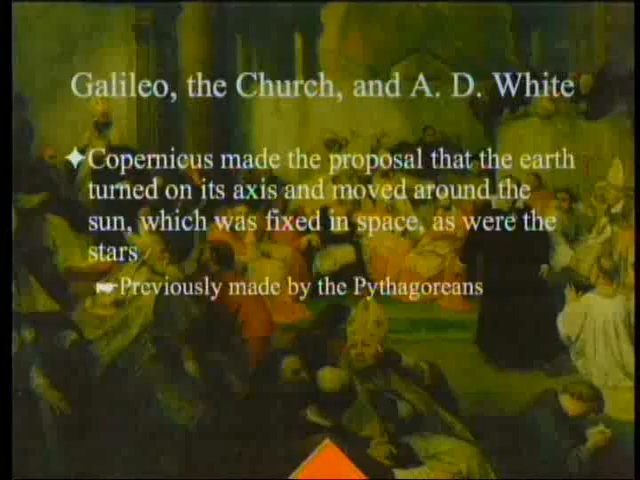 Galileo, the Church, and A. D. White
Copernicus made the proposal that the earth
turned on its axis and moved around the
sun, which was fixed in space, as were the
stars
Previously made by the Pythagoreans